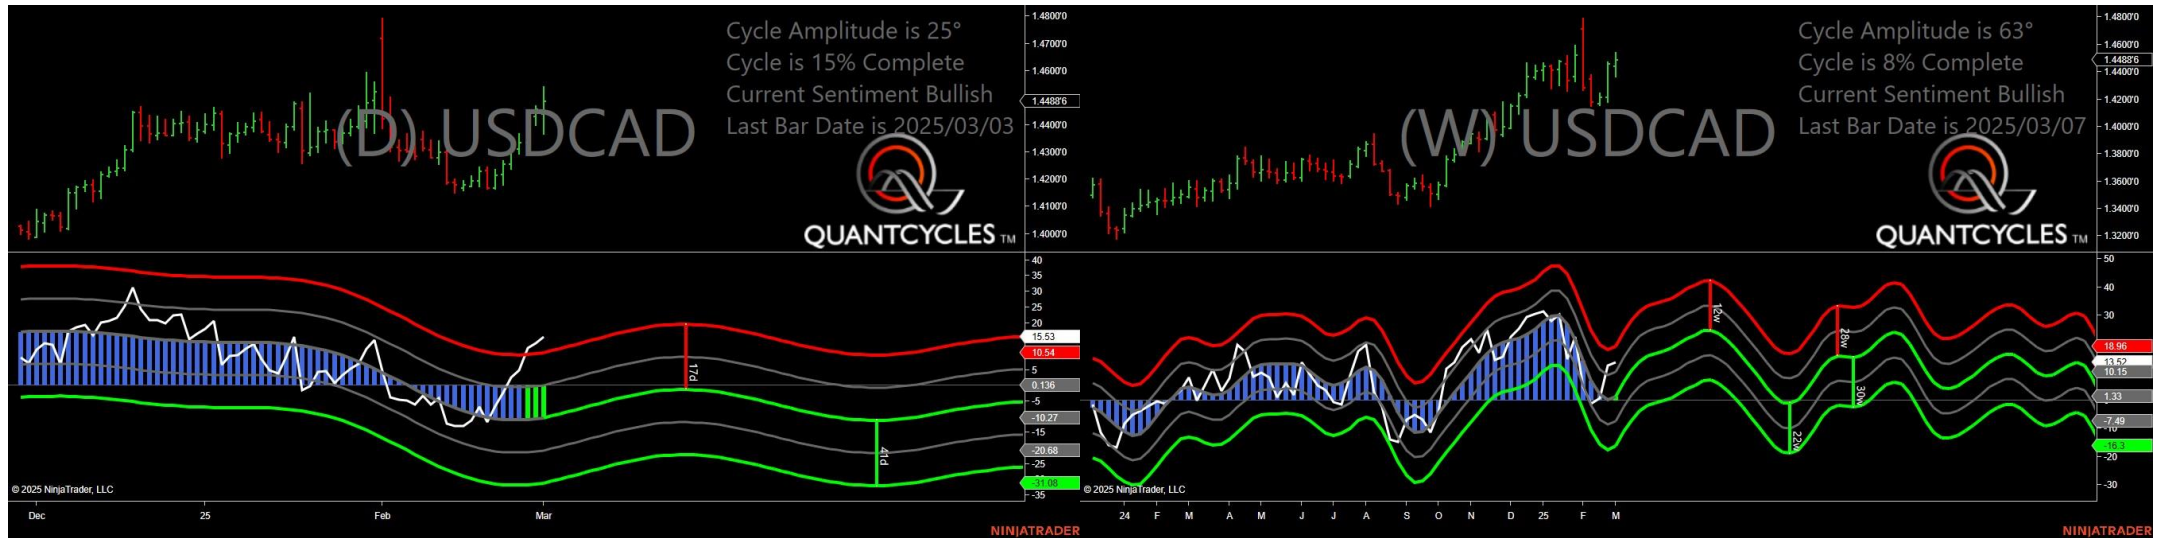 Cycle Amplitude is 25°
Cycle is 15% Complete
Current Sentiment Bullish
Last Bar Date is 2025/03/03
(D) USDCAD
QUANTCYCLES TM
1.4800'0
1.4700'0
1.4600'0
1.4488'6
1.4400'0
1.4300'0
1.4200'0
1.4100'0
1.4000'0
40
35
30
25
20
15.53
10.54
5
0.136
-5
-10.27
-15
-20.68
-25
-31.08
-35
17d
41d
© 2025 NinjaTrader, LLC
Dec
25
Feb
Mar
NINJATRADER
Cycle Amplitude is 63°
Cycle is 8% Complete
Current Sentiment Bullish
Last Bar Date is 2025/03/07
(W) USDCAD
QUANTCYCLES TM
1.4800'0
1.4600'0
1.4488'6
1.4400'0
1.4200'0
1.4000'0
1.3800'0
1.3600'0
1.3400'0
1.3200'0
50
40
30
18.96
13.52
10.15
1.33
-7.49
-10
-16.3
-20
-30
12w
28w
22w
30w
© 2025 NinjaTrader, LLC
24
F
M
A
M
J
J
A
S
O
N
D
25
F
M
NINJATRADER